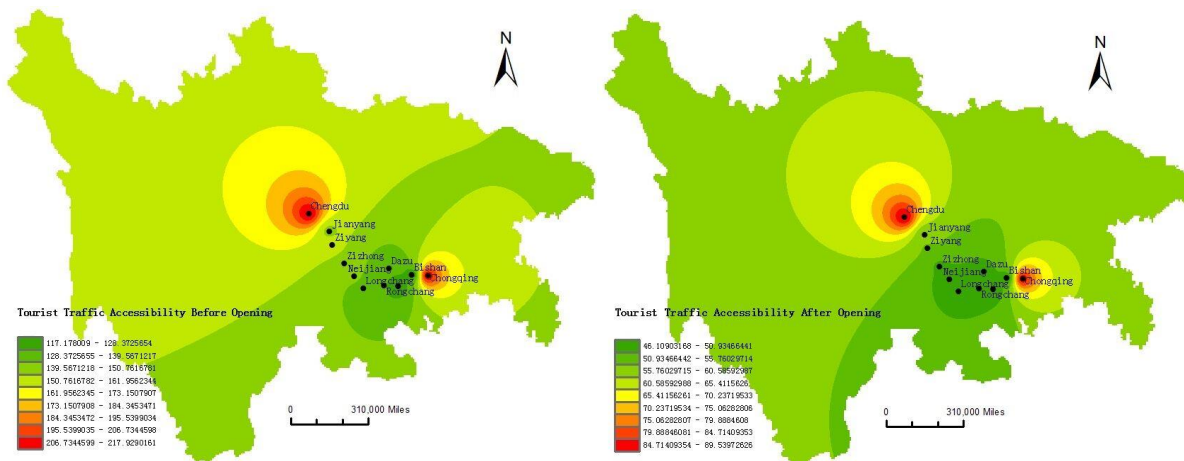 N
Chengdu
Jianyang
Ziyang
Zizhong
Dazu
Neijiang
Bishan
Longchang
Chongqing
Rongchang
Tourist Traffic Accessibility Before Opening
117.178009 - 128.3725654
128.3725655 - 139.5671217
139.5671218 - 150.7616781
150.7616782 - 161.9562344
161.9562345 - 173.1507907
173.1507908 - 184.3453471
184.3453472 - 195.5399034
195.5399035 - 206.7344598
206.7344599 - 217.9290161
0 310,000 Miles
N
Chengdu
Jianyang
Ziyang
Zizhong
Dazu
Neijiang
Bishan
Longchang
Chongqing
Rongchang
Tourist Traffic Accessibility After Opening
46.10903168 - 50.93466441
50.93466442 - 55.76029714
55.76029715 - 60.58592987
60.58592988 - 65.4115626
65.41156261 - 70.23719533
70.23719534 - 75.06282806
75.06282807 - 79.8884608
79.88846081 - 84.71409353
84.71409354 - 89.53972626
0 310,000 Miles